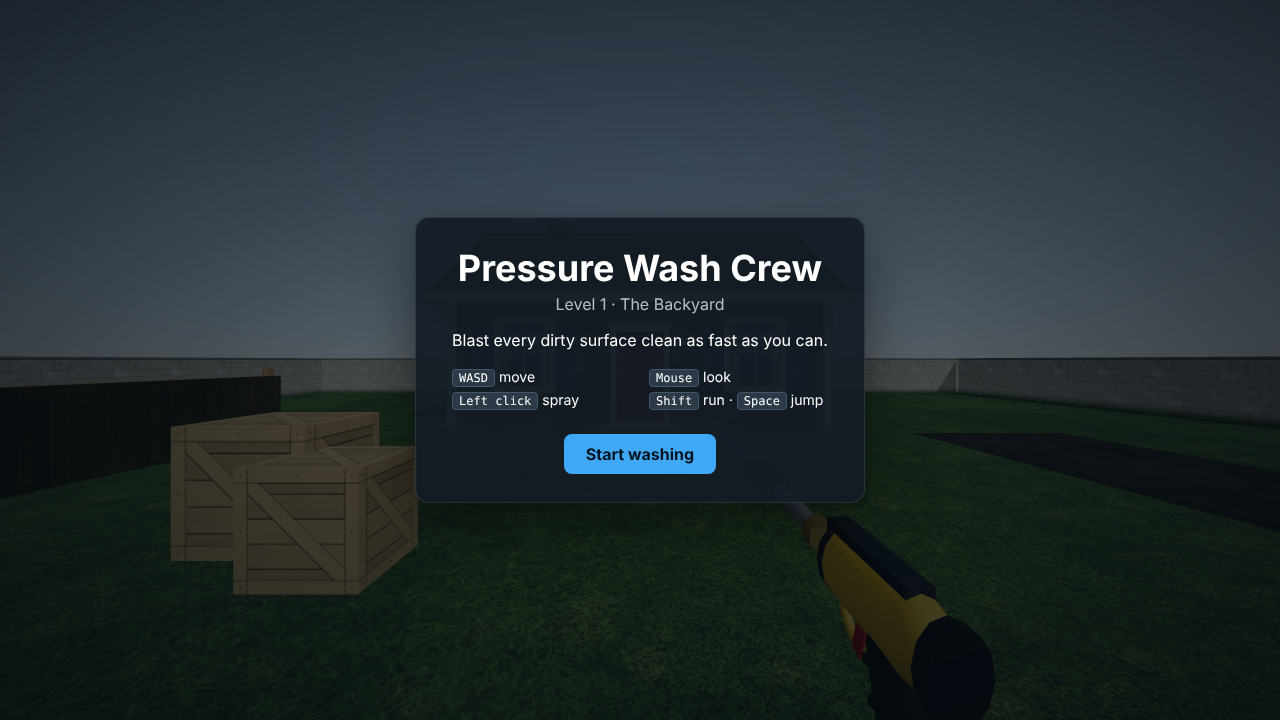 Pressure Wash Crew
Level 1 · The Backyard
Blast every dirty surface clean as fast as you can.
WASD move
Mouse look
Left click spray
Shift run · Space jump
Start washing